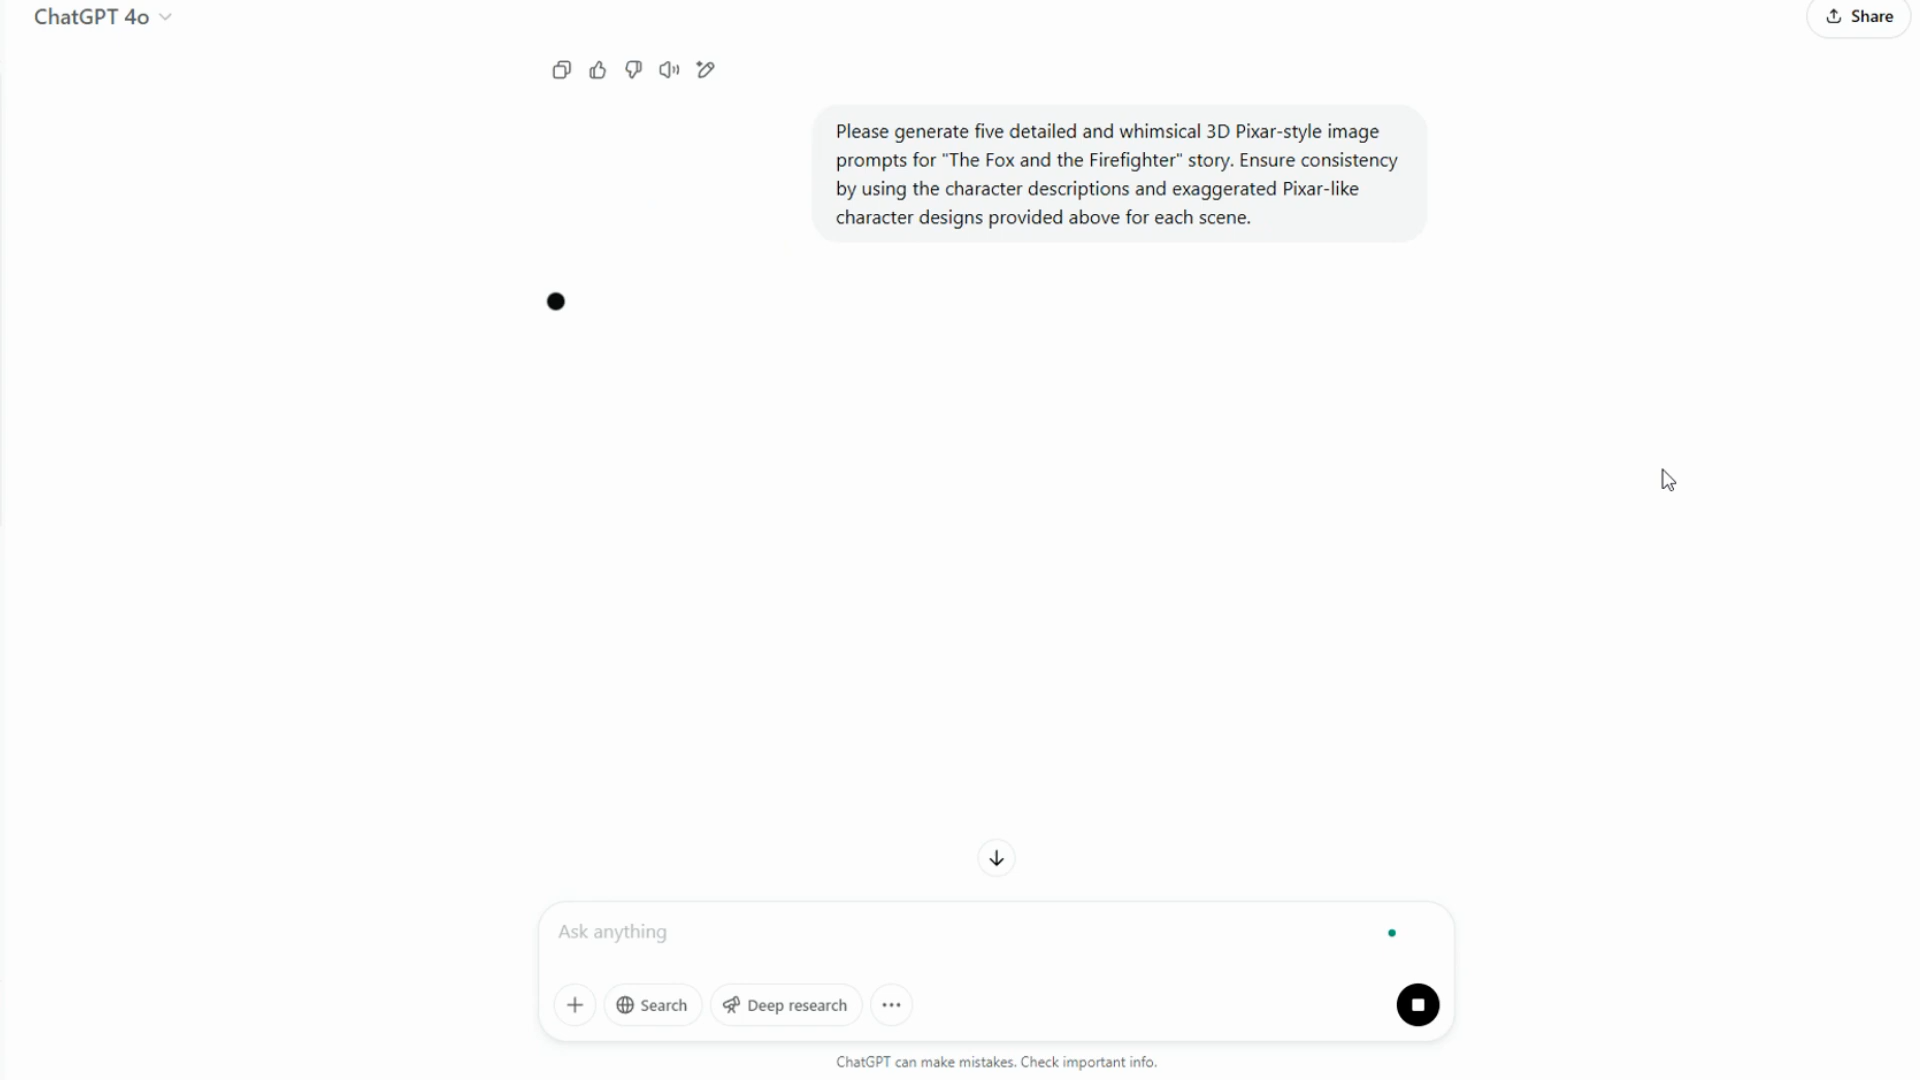 ChatGPT 4o
Share
Please generate five detailed and whimsical 3D Pixar-style image
prompts for "The Fox and the Firefighter" story. Ensure consistency
by using the character descriptions and exaggerated Pixar-like
character designs provided above for each scene.
Ask anything
Search
Deep research
ChatGPT can make mistakes. Check important info.